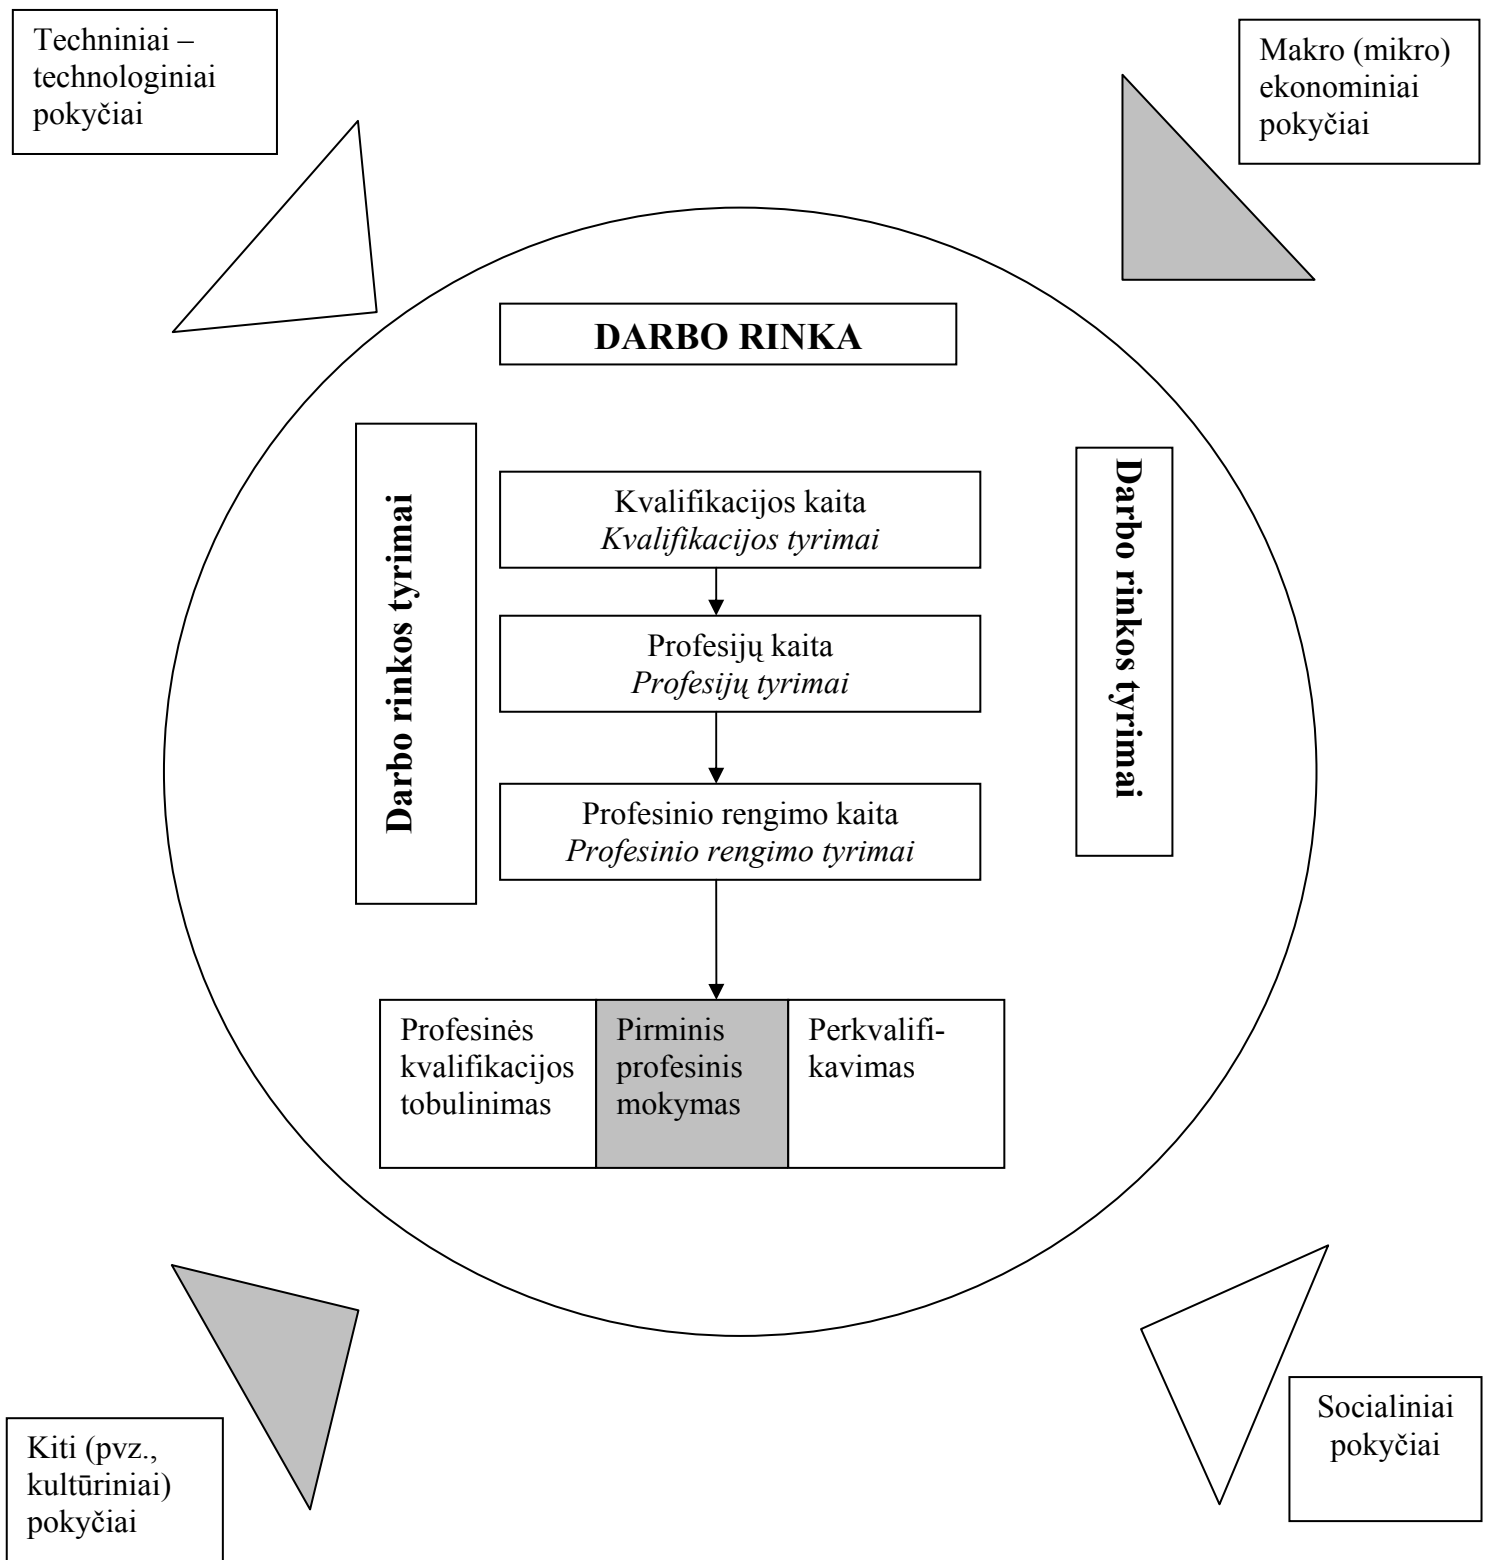 Techniniai –
technologiniai
pokyčiai
Makro (mikro)
ekonominiai
pokyčiai
DARBO RINKA
Darbo rinkos tyrimai
Kvalifikacijos kaita
Kvalifikacijos tyrimai
Profesijų kaita
Profesijų tyrimai
Profesinio rengimo kaita
Profesinio rengimo tyrimai
Darbo rinkos tyrimai
Profesinės
kvalifikacijos
tobulinimas
Pirminis
profesinis
mokymas
Perkvalifi-
kavimas
Kiti (pvz.,
kultūriniai)
pokyčiai
Socialiniai
pokyčiai